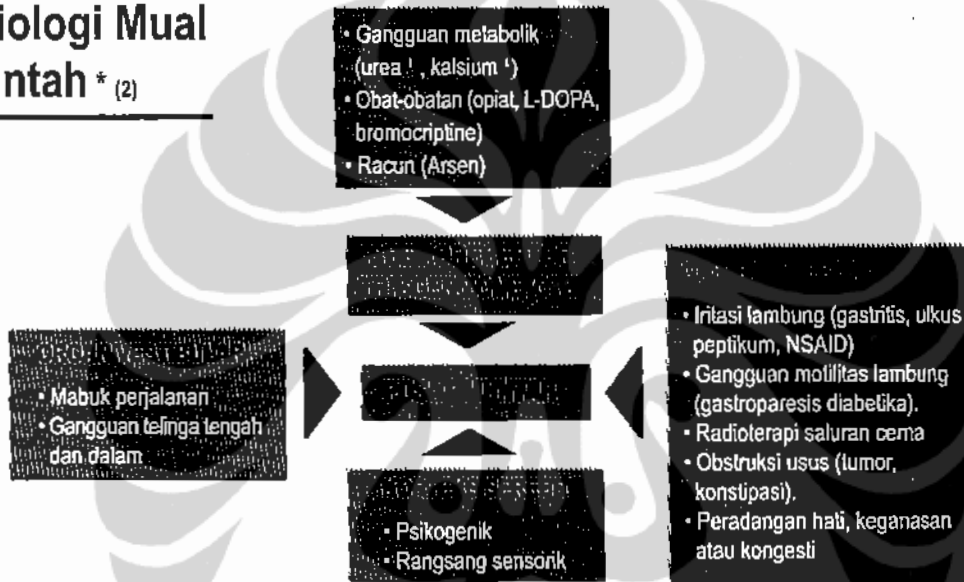 iologi Mual
ntah * (2)
• Gangguan metabolik
(urea ↑, kalsium ↑)
• Obat-obatan (opiat, L-DOPA,
bromocriptine)
• Racun (Arsen)
• Mabuk perjalanan
• Gangguan telinga tengah
dan dalam
• Iritasi lambung (gastritis, ulkus
peptikum, NSAID)
• Gangguan motilitas lambung
(gastroparesis diabetika).
• Radioterapi saluran cerna
• Obstruksi usus (tumor,
konstipasi).
• Peradangan hati, keganasan
atau kongesti
• Psikogenik
• Rangsang sensorik